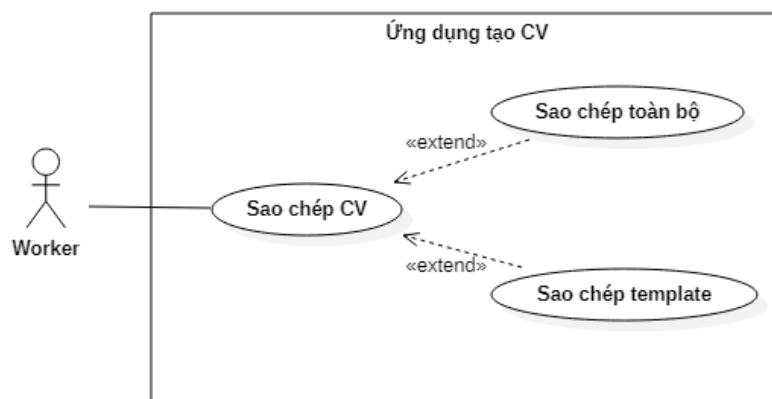 Ứng dụng tạo CV
Sao chép toàn bộ
«extend»
Sao chép CV
Worker
«extend»
Sao chép template